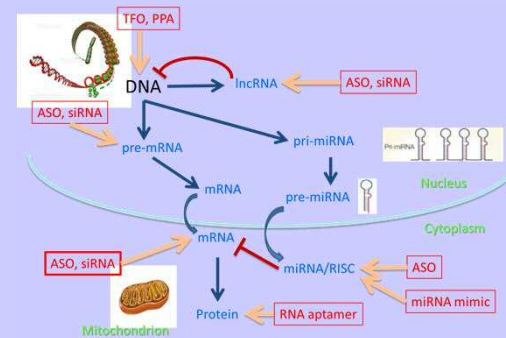 TFO, PPA
DNA
lncRNA
ASO, siRNA
ASO, siRNA
pre-mRNA
pri-miRNA
Pri-miRNA
mRNA
pre-miRNA
Nucleus
Cytoplasm
mRNA
ASO, siRNA
miRNA/RISC
ASO
miRNA mimic
Protein
RNA aptamer
Mitochondrion